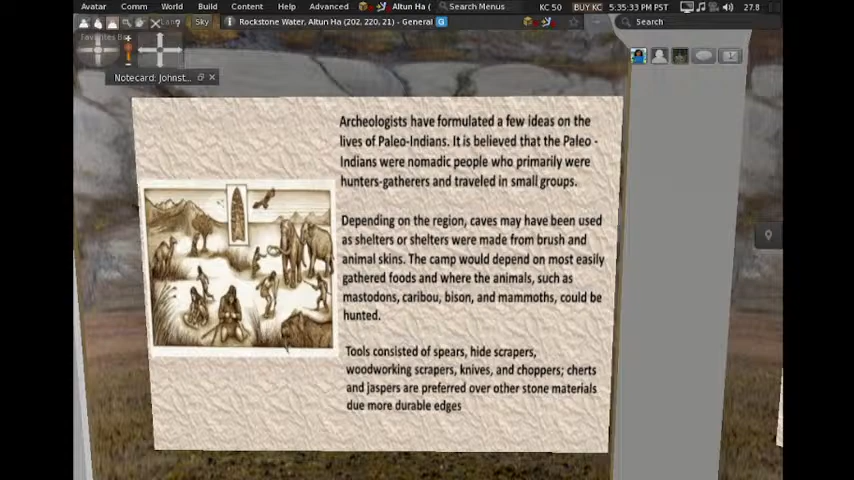 Avatar Comm World Build Content Help Advanced Altun Ha ( Search Menus KC 50 BUY KC 5:35:33 PM PST 27.8
Sky Rockstone Water, Altun Ha (202, 220, 21) - General G Search
Favorites Ba
Notecard: Johnst...
Archeologists have formulated a few ideas on the
lives of Paleo-Indians. It is believed that the Paleo -
Indians were nomadic people who primarily were
hunters-gatherers and traveled in small groups.
Depending on the region, caves may have been used
as shelters or shelters were made from brush and
animal skins. The camp would depend on most easily
gathered foods and where the animals, such as
mastodons, caribou, bison, and mammoths, could be
hunted.
Tools consisted of spears, hide scrapers,
woodworking scrapers, knives, and choppers; cherts
and jaspers are preferred over other stone materials
due more durable edges